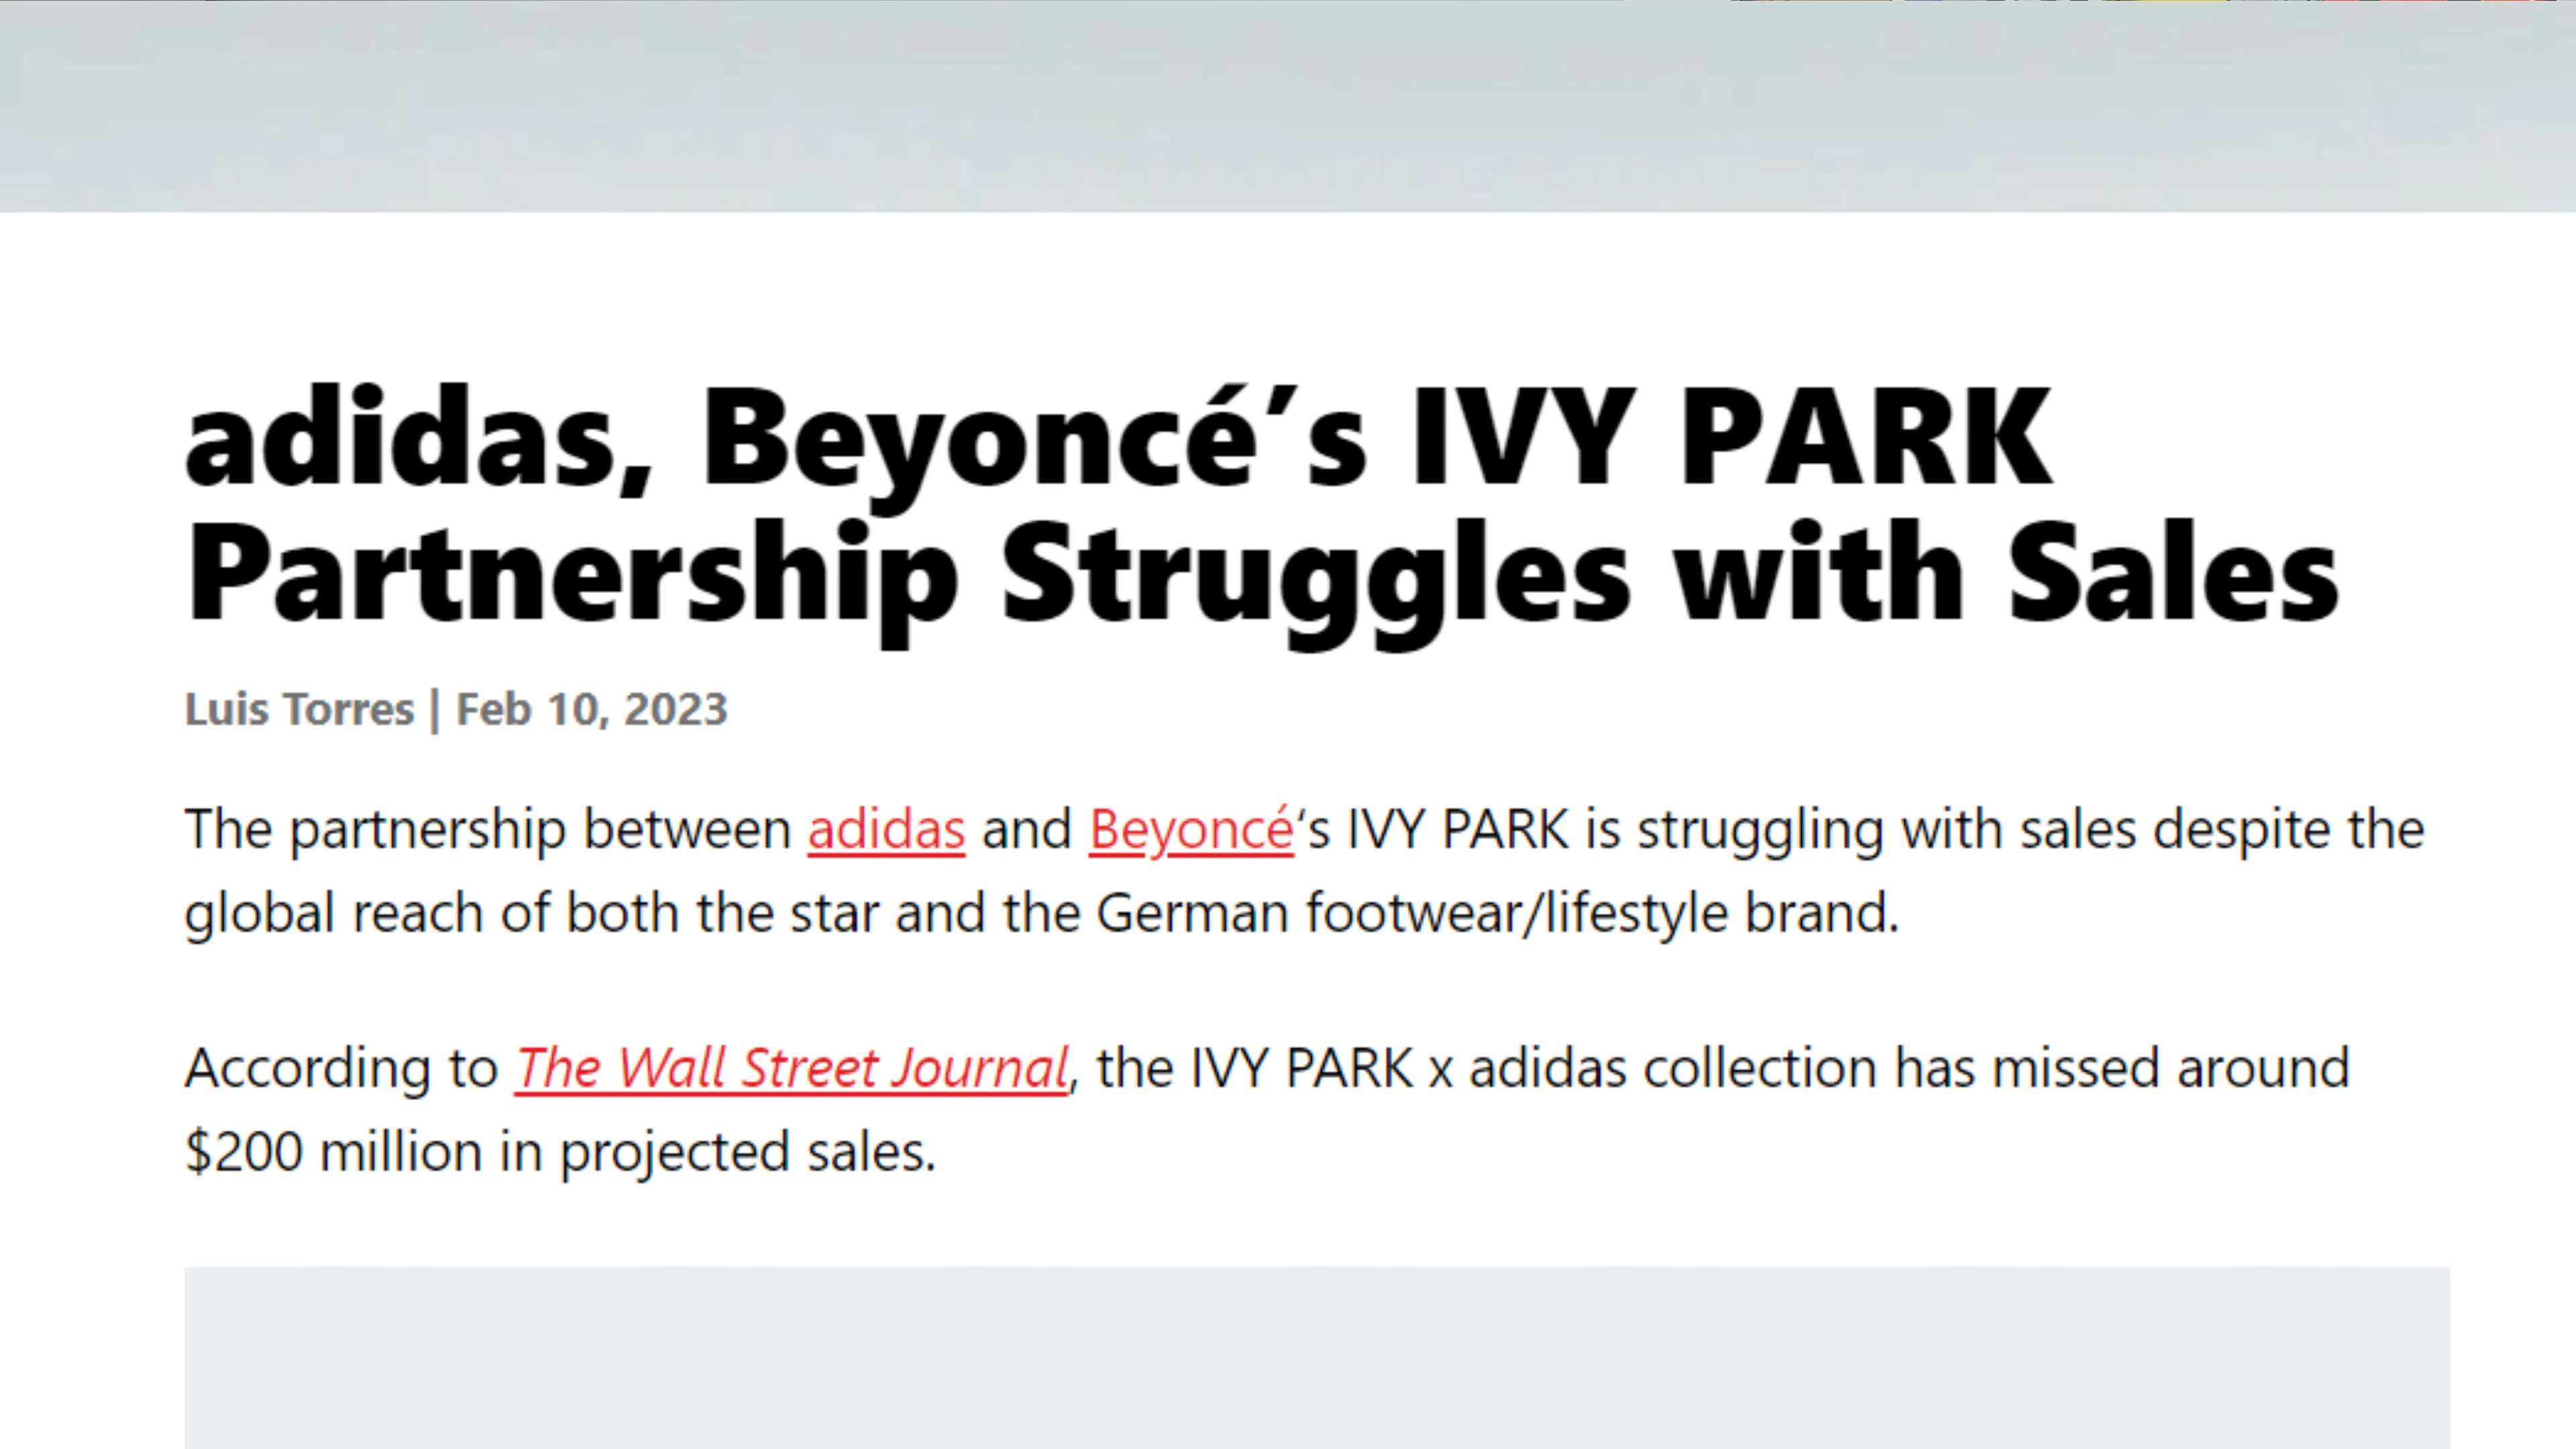 adidas, Beyoncé’s IVY PARK
Partnership Struggles with Sales
Luis Torres | Feb 10, 2023
The partnership between adidas and Beyoncé‘s IVY PARK is struggling with sales despite the
global reach of both the star and the German footwear/lifestyle brand.
According to The Wall Street Journal, the IVY PARK x adidas collection has missed around
$200 million in projected sales.